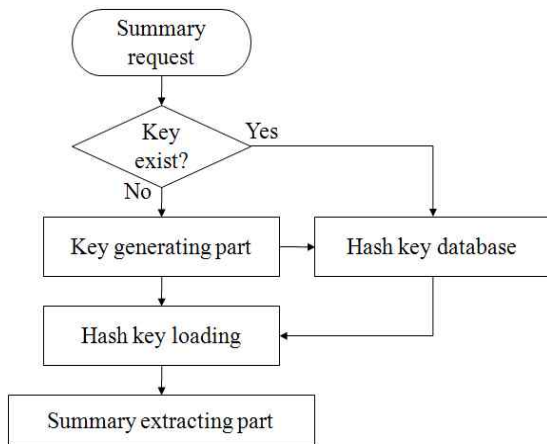 Summary
request
Key
exist?
Yes
No
Key generating part
Hash key database
Hash key loading
Summary extracting part